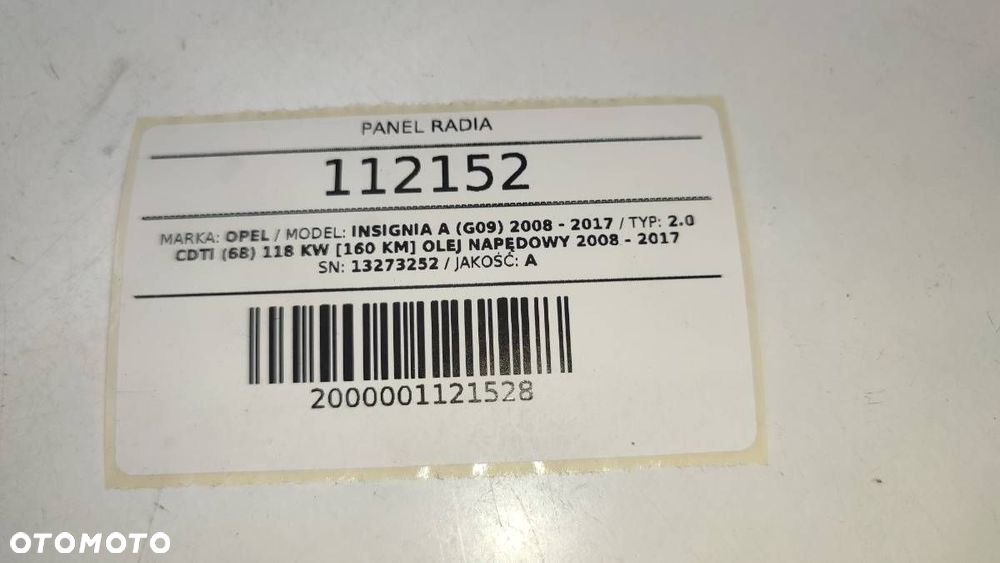 PANEL RADIA
112152
MARKA: OPEL / MODEL: INSIGNIA A (G09) 2008 - 2017 / TYP: 2.0
CDTI (68) 118 KW [160 KM] OLEJ NAPĘDOWY 2008 - 2017
SN: 13273252 / JAKOŚĆ: A
2000001121528
OTOMOTO